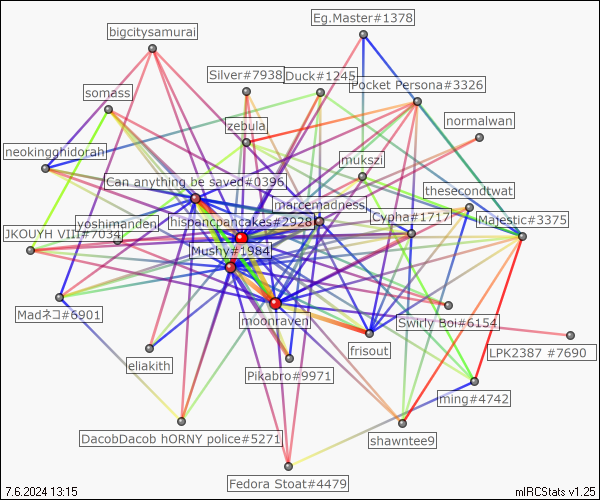 Eg.Master#1378
bigcitysamurai
Silver#7938
Duck#1245
Pocket Persona#3326
somass
normalwan
zebula
neokingghidorah
mukszi
Can anything be saved#0395
thesecondtwat
marcemadness
hispancpancakes#2928
Cypha#1717
Majestic#3375
yoshimanden
JKOUYH VIII#7034
Mushy#1984
Madネコ#6901
moonraven
Swirly Boi#6154
frisout
LPK2387 #7690
eliakith
Pikabro#9971
ming#4742
DacobDacob hORNY police#5271
shawntee9
Fedora Stoat#4479
7.6.2024 13:15
mIRCStats v1.25